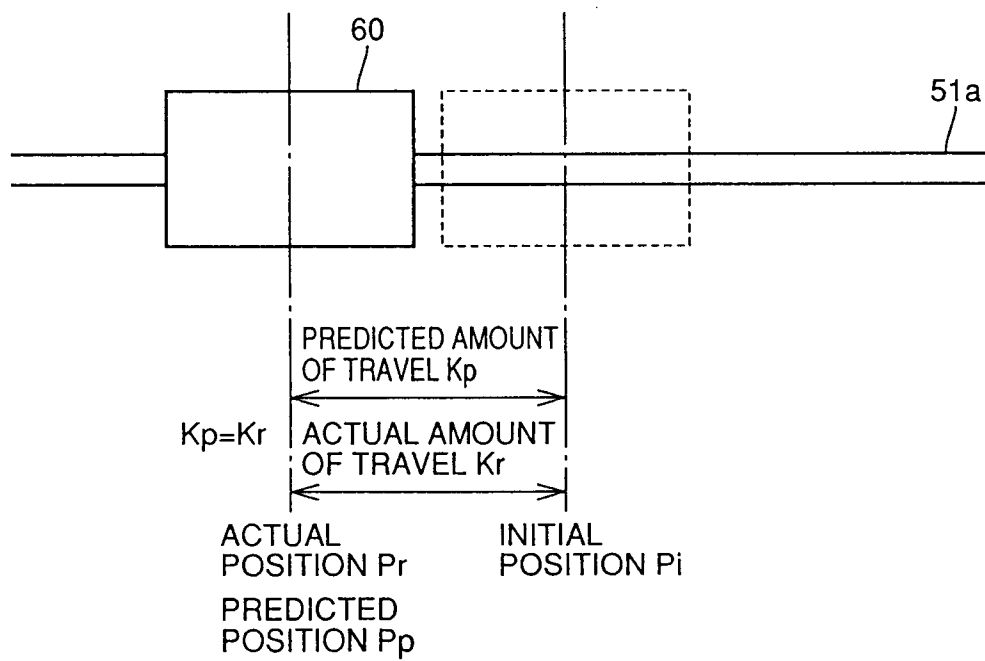 60
51a
PREDICTED AMOUNT
OF TRAVEL Kp
Kp=Kr
ACTUAL AMOUNT
OF TRAVEL Kr
ACTUAL
POSITION Pr
INITIAL
POSITION Pi
PREDICTED
POSITION Pp